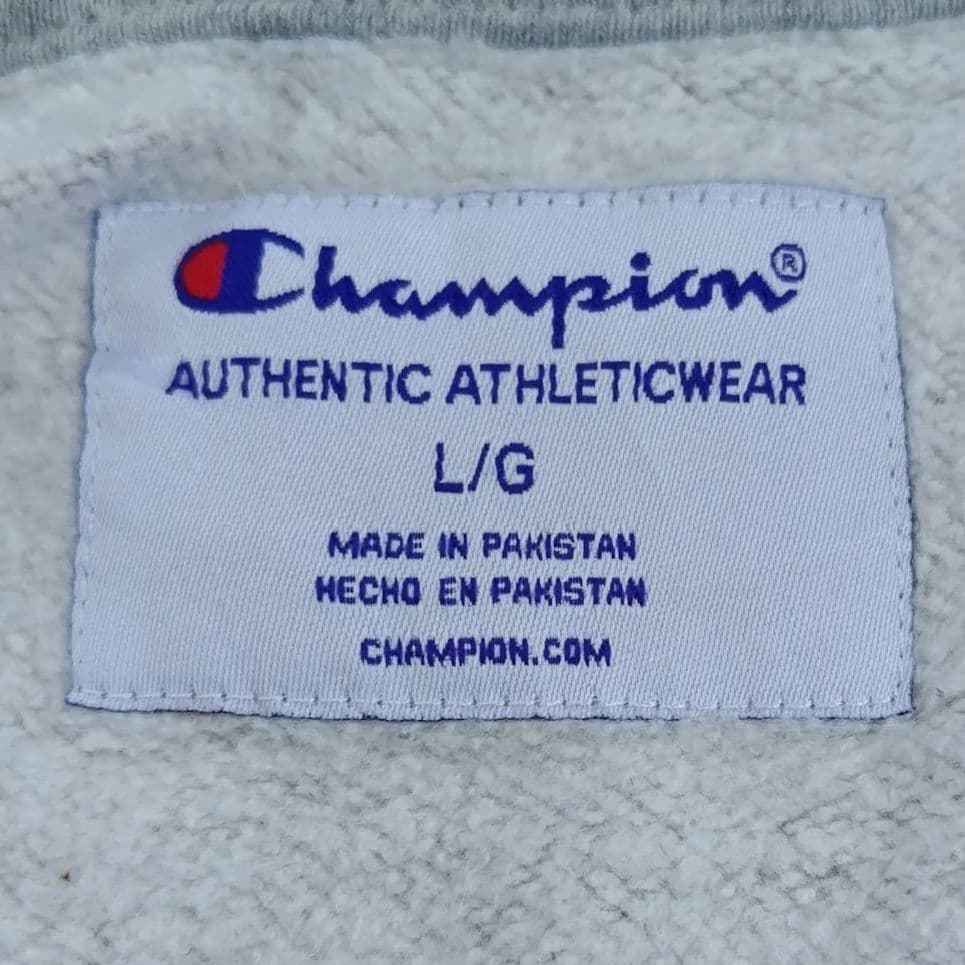 Champion®
AUTHENTIC ATHLETICWEAR
L/G
MADE IN PAKISTAN
HECHO EN PAKISTAN
CHAMPION.COM